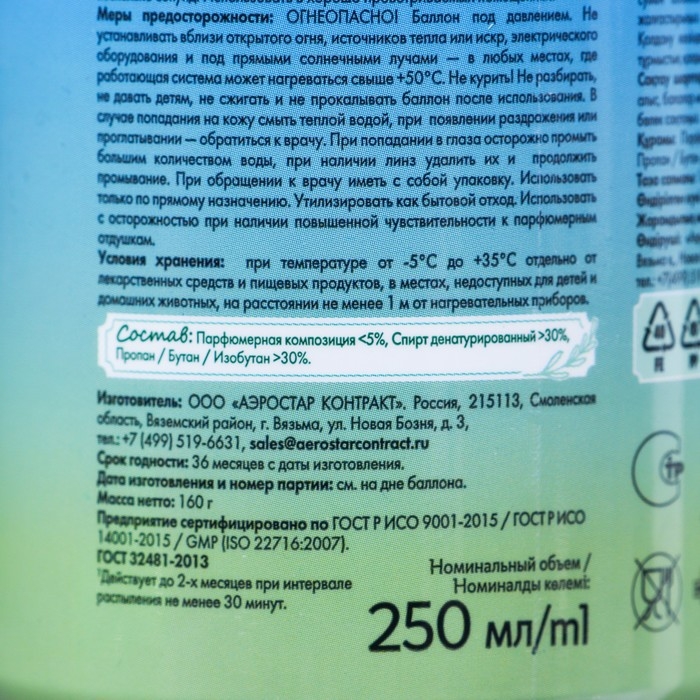 Меры предосторожности: ОГНЕОПАСНО! Баллон под давлением. Не
устанавливать вблизи открытого огня, источников тепла или искр, электрического
оборудования и под прямыми солнечными лучами — в любых местах, где
работающая система может нагреваться свыше +50°C. Не курить! Не разбирать,
не давать детям, не сжигать и не прокалывать баллон после использования. В
случае попадания на кожу смыть теплой водой, при появлении раздражения или
проглатывании — обратиться к врачу. При попадании в глаза осторожно промыть
большим количеством воды, при наличии линз удалить их и продолжить
промывание. При обращении к врачу иметь с собой упаковку. Использовать
только по прямому назначению. Утилизировать как бытовой отход. Использовать
с осторожностью при наличии повышенной чувствительности к парфюмерным
отдушкам.
Условия хранения: при температуре от -5°C до +35°C отдельно от
лекарственных средств и пищевых продуктов, в местах, недоступных для детей и
домашних животных, на расстоянии не менее 1 м от нагревательных приборов.
Состав: Парфюмерная композиция <5%, Спирт денатурированный >30%,
Пропан / Бутан / Изобутан >30%.
Изготовитель: ООО «АЭРОСТАР КОНТРАКТ». Россия, 215113, Смоленская
область, Вяземский район, г. Вязьма, ул. Новая Бозня, д. 3,
тел.: +7 (499) 519-6631, sales@aerostarcontract.ru
Срок годности: 36 месяцев с даты изготовления.
Дата изготовления и номер партии: см. на дне баллона.
Масса нетто: 160 г
Предприятие сертифицировано по ГОСТ Р ИСО 9001-2015 / ГОСТ Р ИСО
14001-2015 / GMP (ISO 22716:2007).
ГОСТ 32481-2013
¹Действует до 2-х месяцев при интервале
распыления не менее 30 минут.
Номинальный объем /
Номиналды көлемі:
250 мл/ml
40